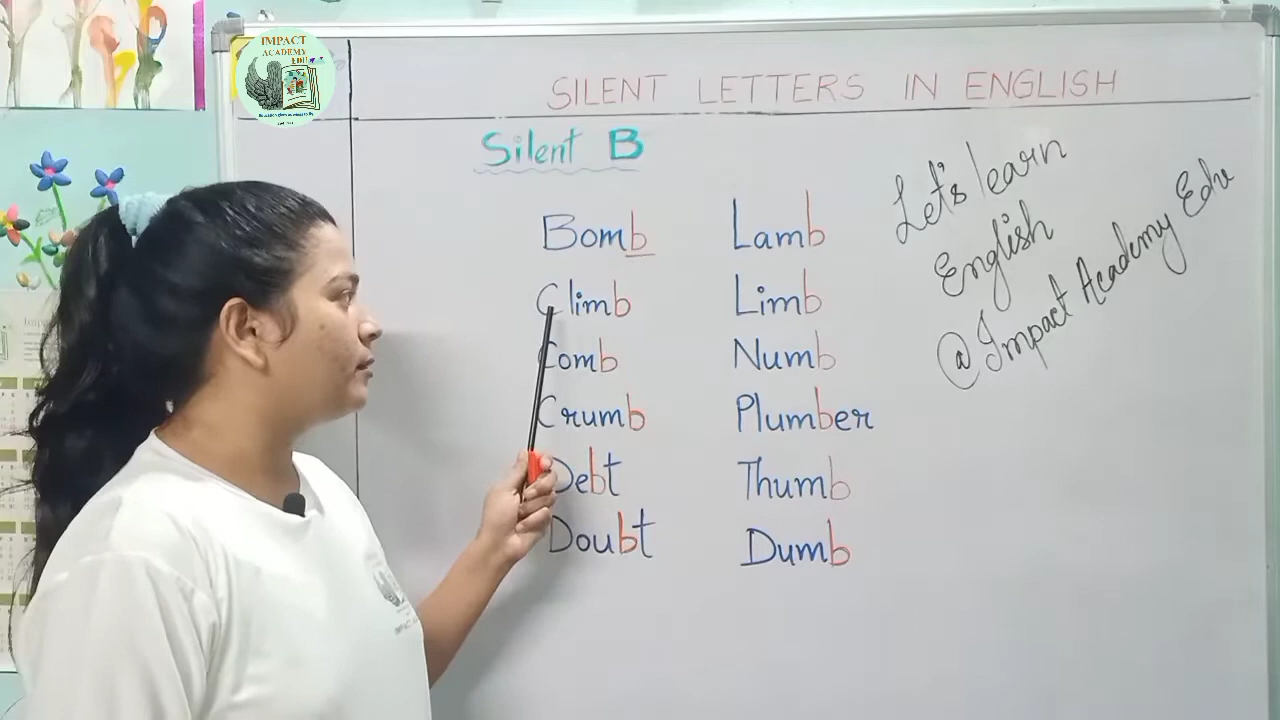 IMPACT
ACADEMY
EDU
SILENT LETTERS IN ENGLISH
Silent B
Bomb
Climb
Comb
Crumb
Debt
Doubt
Lamb
Limb
Numb
Plumber
Thumb
Dumb
Let's learn
English
@Impact Academy Edu